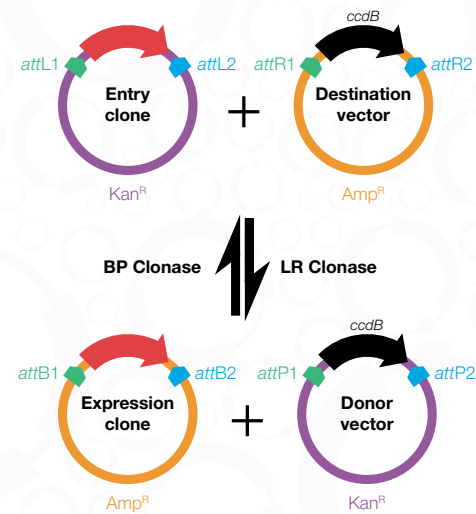 ccdB
attL1
attL2
attR1
attR2
Entry
clone
+
Destination
vector
Kanᴿ
Ampᴿ
BP Clonase
LR Clonase
ccdB
attB1
attB2
attP1
attP2
Expression
clone
+
Donor
vector
Ampᴿ
Kanᴿ